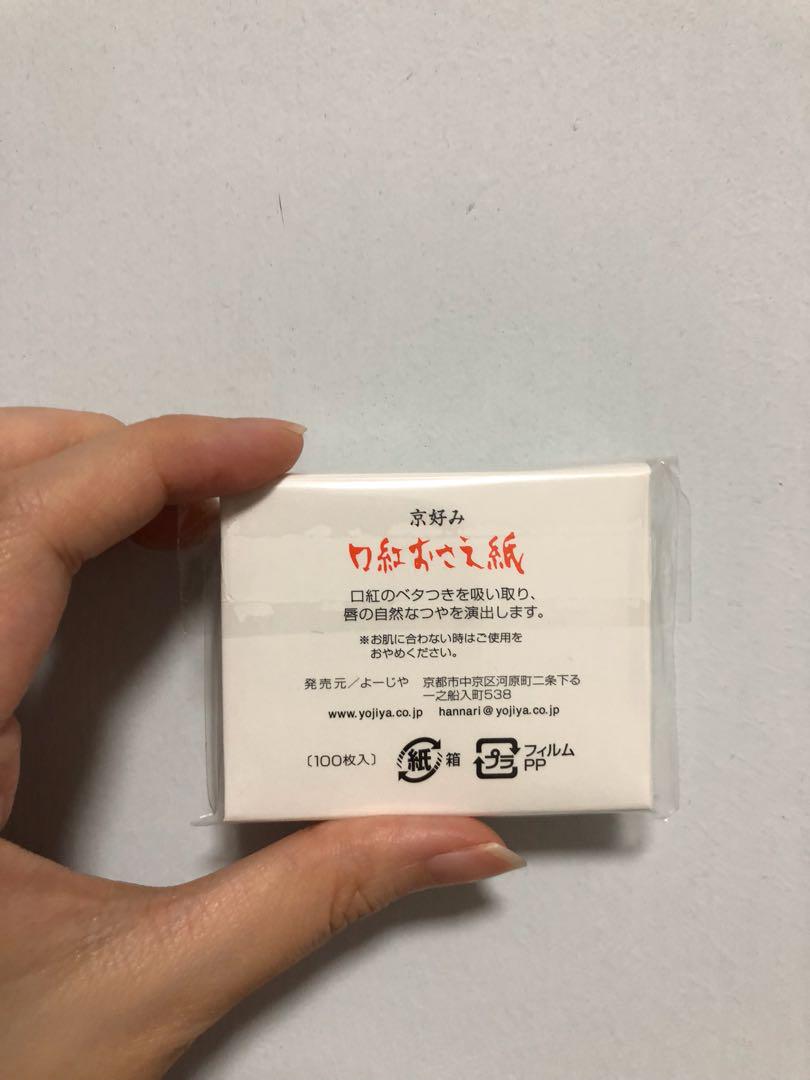 京好み
口紅おさえ紙
口紅のベタつきを吸い取り、
唇の自然なつやを演出します。
※お肌に合わない時はご使用を
おやめください。
発売元／よーじや 京都市中京区河原町二条下る
一之船入町538
www.yojiya.co.jp hannari@yojiya.co.jp
〔100枚入〕 紙 箱 プラ フィルム
PP